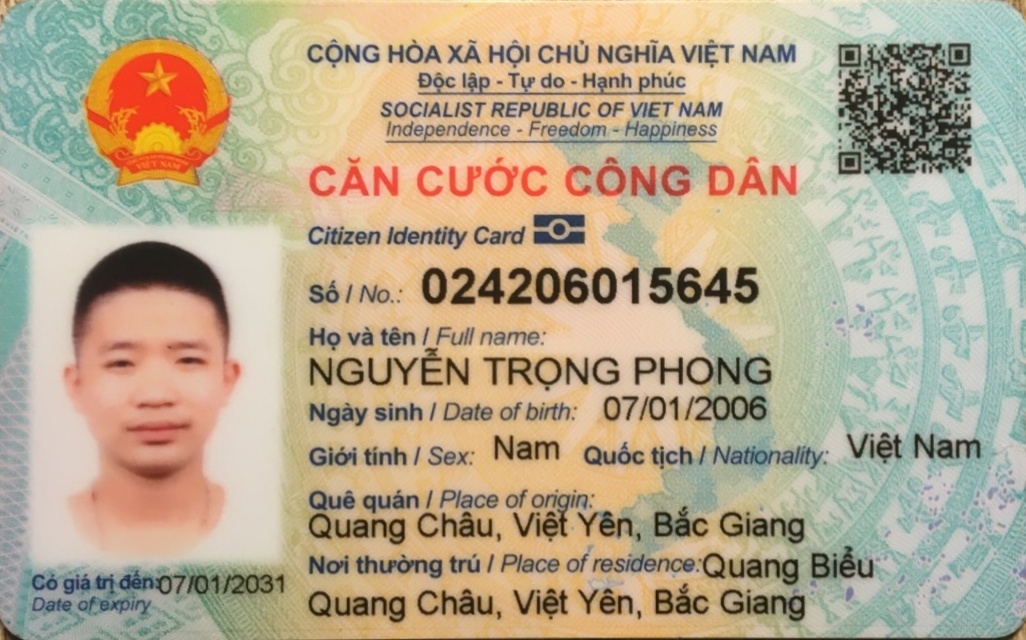 CỘNG HÒA XÃ HỘI CHỦ NGHĨA VIỆT NAM
Độc lập - Tự do - Hạnh phúc
SOCIALIST REPUBLIC OF VIET NAM
Independence - Freedom - Happiness
CĂN CƯỚC CÔNG DÂN
Citizen Identity Card
Số / No.: 024206015645
Họ và tên / Full name:
NGUYỄN TRỌNG PHONG
Ngày sinh / Date of birth: 07/01/2006
Giới tính / Sex: Nam Quốc tịch / Nationality: Việt Nam
Quê quán / Place of origin:
Quang Châu, Việt Yên, Bắc Giang
Nơi thường trú / Place of residence: Quang Biểu
Quang Châu, Việt Yên, Bắc Giang
Có giá trị đến: 07/01/2031
Date of expiry
VIỆT NAM